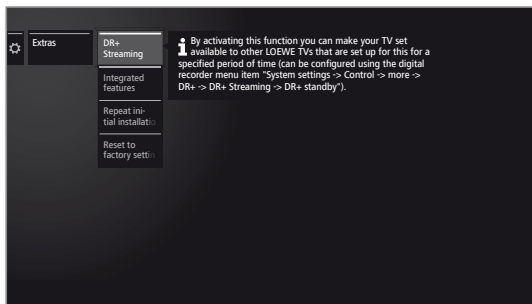 Extras
DR+
Streaming
Integrated
features
Repeat ini-
tial installatio
Reset to
factory settin
By activating this function you can make your TV set
available to other LOEWE TVs that are set up for this for a
specified period of time (can be configured using the digital
recorder menu item "System settings -> Control -> more ->
DR+ -> DR+ Streaming -> DR+ standby").